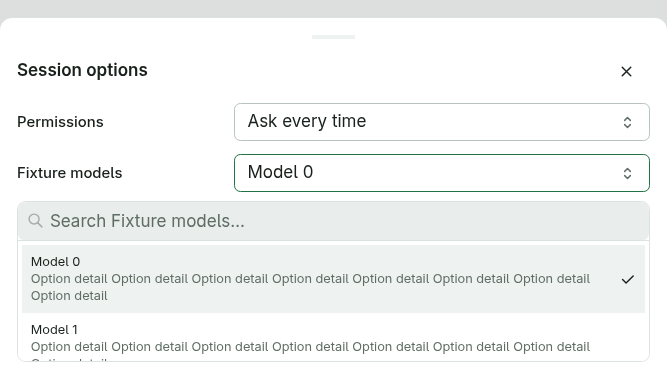 Session options
Permissions
Ask every time
Fixture models
Model 0
Search Fixture models...
Model 0
Option detail Option detail Option detail Option detail Option detail Option detail Option detail
Option detail
Model 1
Option detail Option detail Option detail Option detail Option detail Option detail Option detail